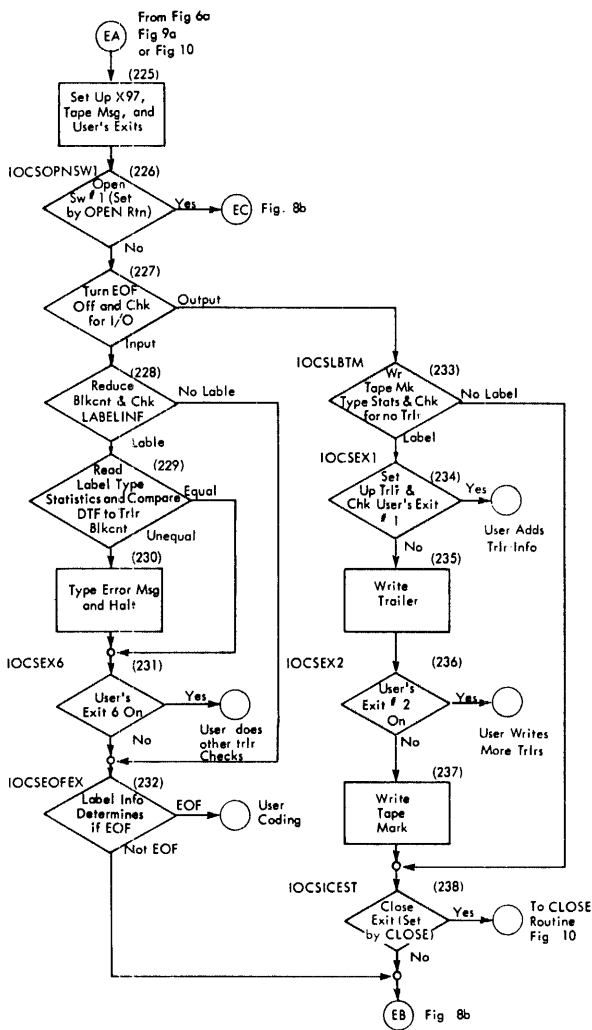 EA
From Fig 6a
Fig 9a
or Fig 10
(225)
Set Up X97,
Tape Msg, and
User's Exits
IOCSOPNSW1
(226)
Open
Sw # 1 (Set
by OPEN Rtn)
Yes
EC
Fig. 8b
No
(227)
Turn EOF
Off and Chk
for I/O
Output
Input
(228)
Reduce
Blkcnt & Chk
LABELINF
No Lable
Lable
(229)
Read
Label Type
Statistics and Compare
DTF to Trlr
Blkcnt
Equal
Unequal
(230)
Type Error Msg
and Halt
IOCSEX6
(231)
User's
Exit 6 On
Yes
User does
other trlr
Checks
No
IOCSEOFEX
(232)
Label Info
Determines
if EOF
EOF
User
Coding
Not EOF
IOCSLBTM
(233)
Wr
Tape Mk
Type Stats & Chk
for no Trlr
No Label
Label
IOCSEX1
(234)
Set
Up Trlr &
Chk User's Exit
# 1
Yes
User Adds
Trlr Info
No
(235)
Write
Trailer
IOCSEX2
(236)
User's
Exit # 2
On
Yes
User Writes
More Trlrs
No
(237)
Write
Tape
Mark
IOCSICEST
(238)
Close
Exit (Set
by CLOSE)
Yes
To CLOSE
Routine
Fig 10
No
EB
Fig 8b